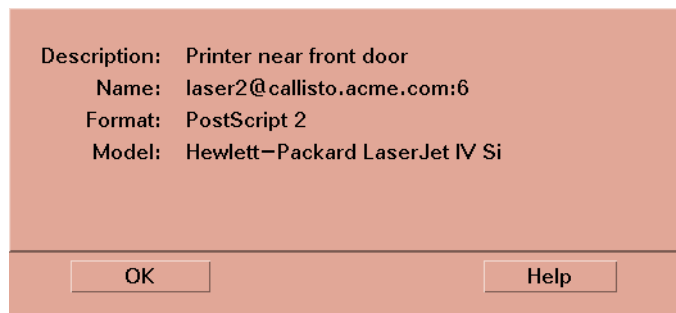 Description: Printer near front door
Name: laser2@callisto.acme.com:6
Format: PostScript 2
Model: Hewlett-Packard LaserJet IV Si
OK Help